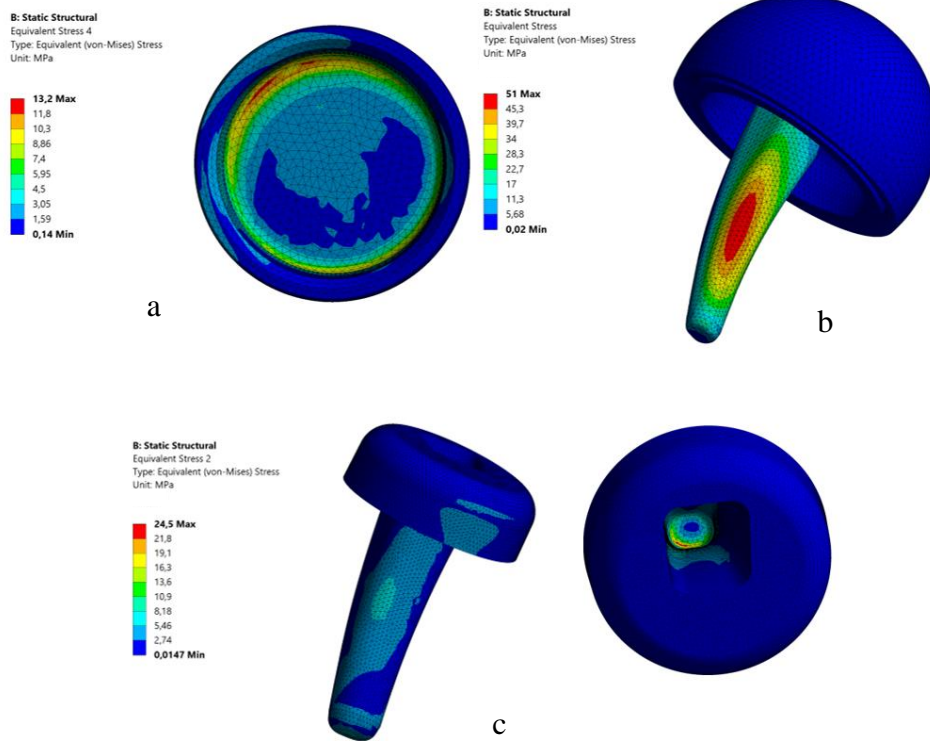 B: Static Structural
Equivalent Stress 4
Type: Equivalent (von-Mises) Stress
Unit: MPa
13,2 Max
11,8
10,3
8,86
7,4
5,95
4,5
3,05
1,59
0,14 Min
a
B: Static Structural
Equivalent Stress
Type: Equivalent (von-Mises) Stress
Unit: MPa
51 Max
45,3
39,7
34
28,3
22,7
17
11,3
5,68
0,02 Min
b
B: Static Structural
Equivalent Stress 2
Type: Equivalent (von-Mises) Stress
Unit: MPa
24,5 Max
21,8
19,1
16,3
13,6
10,9
8,18
5,46
2,74
0,0147 Min
c